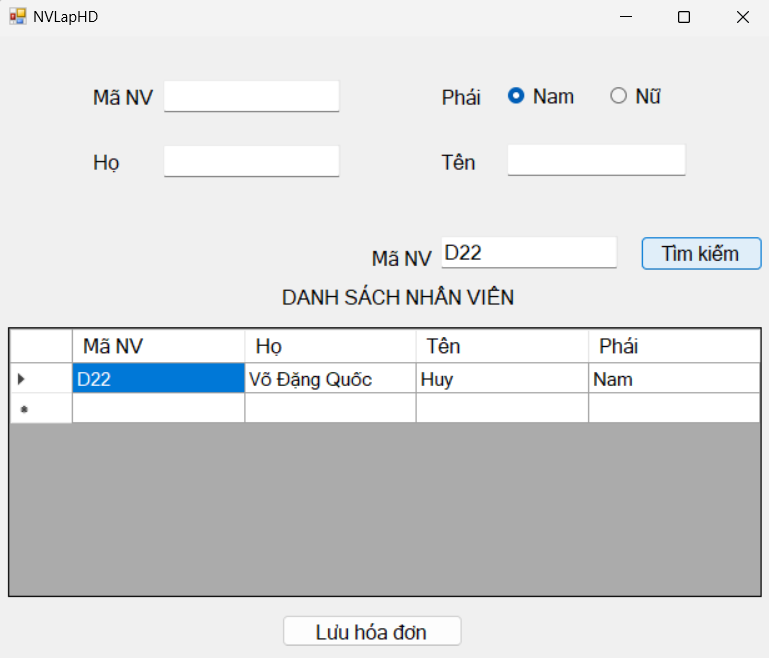 NVLapHD
Mã NV Phái Nam Nữ
Họ Tên
Mã NV D22 Tìm kiếm
DANH SÁCH NHÂN VIÊN
Mã NV Họ Tên Phái
D22 Võ Đặng Quốc Huy Nam
Lưu hóa đơn